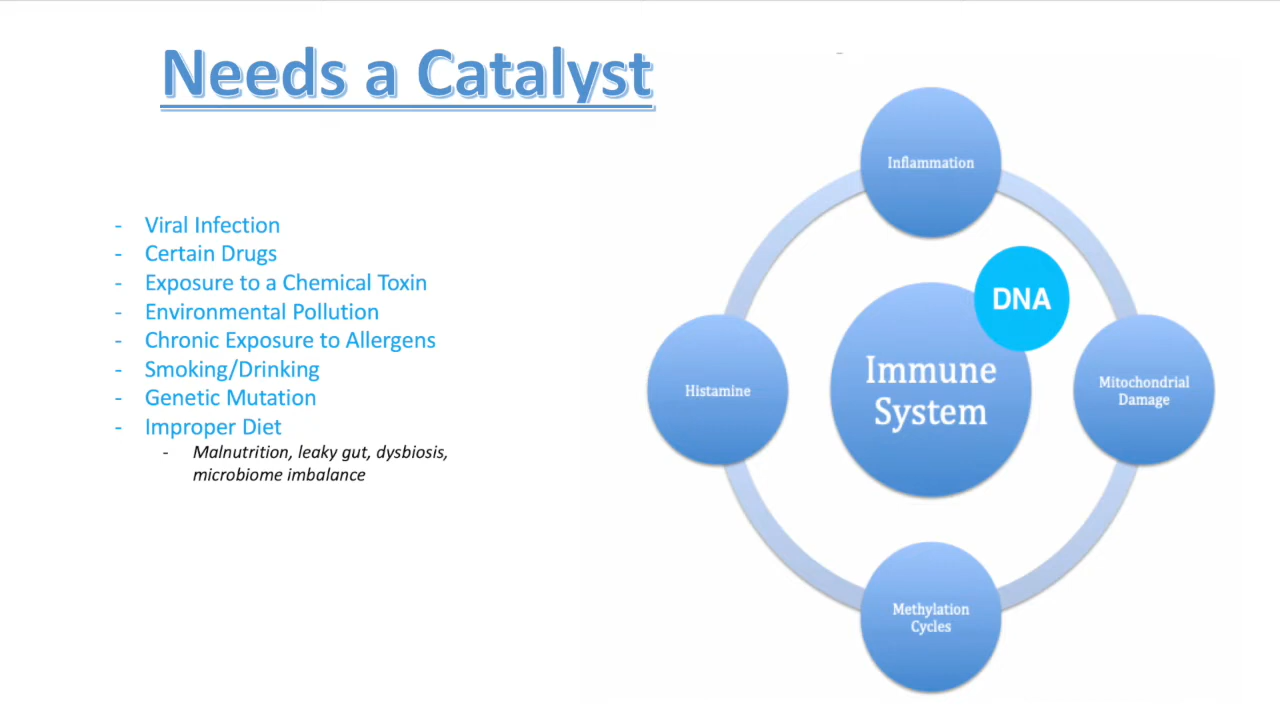 Needs a Catalyst
- Viral Infection
- Certain Drugs
- Exposure to a Chemical Toxin
- Environmental Pollution
- Chronic Exposure to Allergens
- Smoking/Drinking
- Genetic Mutation
- Improper Diet
- Malnutrition, leaky gut, dysbiosis,
microbiome imbalance
Inflammation
DNA
Immune
System
Histamine
Mitochondrial
Damage
Methylation
Cycles